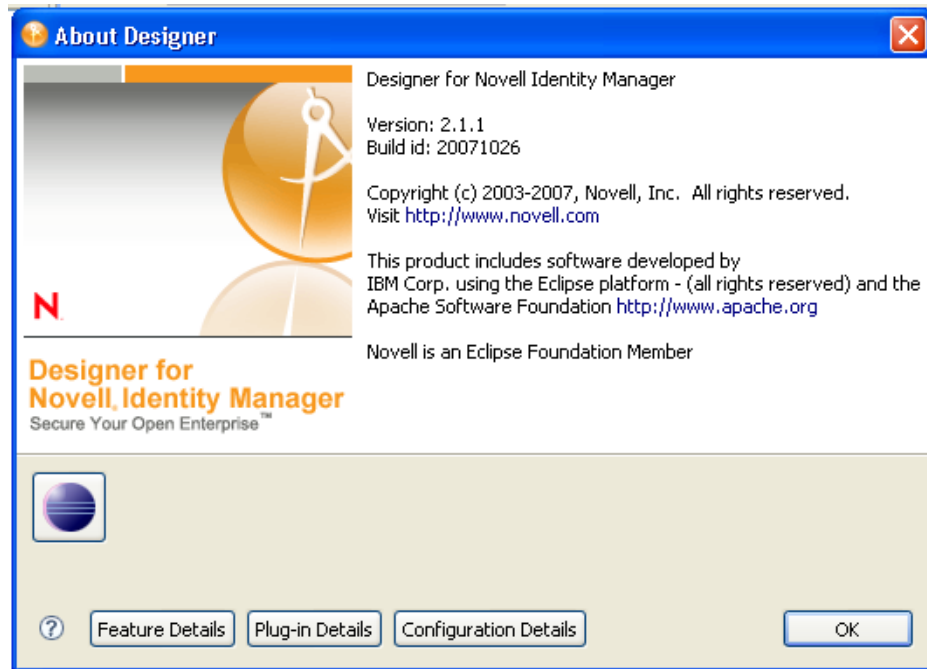 About Designer
Designer for Novell Identity Manager
Version: 2.1.1
Build id: 20071026
Copyright (c) 2003-2007, Novell, Inc.  All rights reserved.
Visit http://www.novell.com
This product includes software developed by
IBM Corp. using the Eclipse platform - (all rights reserved) and the
Apache Software Foundation http://www.apache.org
Novell is an Eclipse Foundation Member
N
Designer for
Novell® Identity Manager
Secure Your Open Enterprise™
? Feature Details Plug-in Details Configuration Details OK